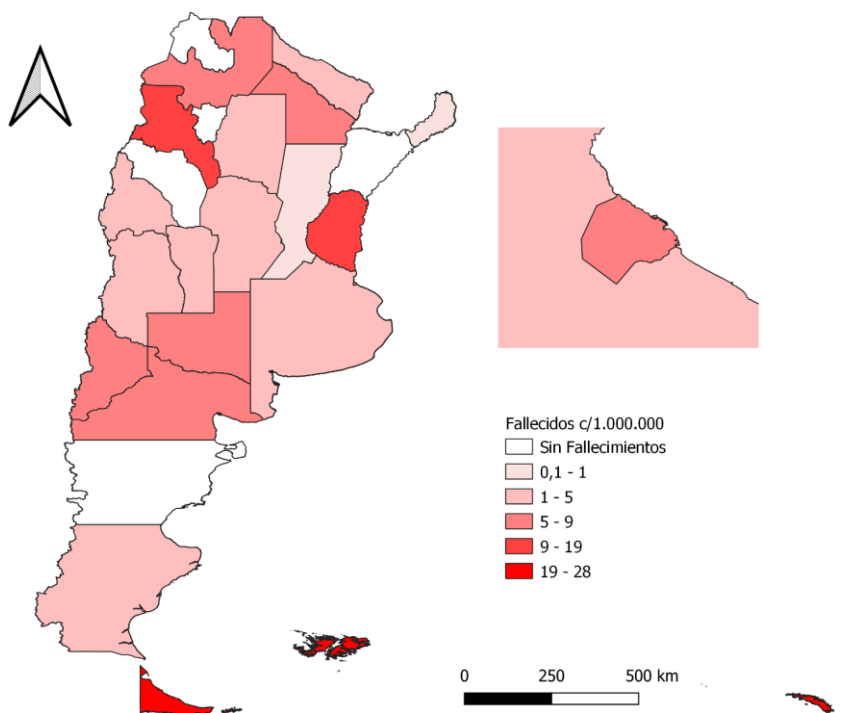 Fallecidos c/1.000.000
Sin Fallecimientos
0,1 - 1
1 - 5
5 - 9
9 - 19
19 - 28
0 250 500 km